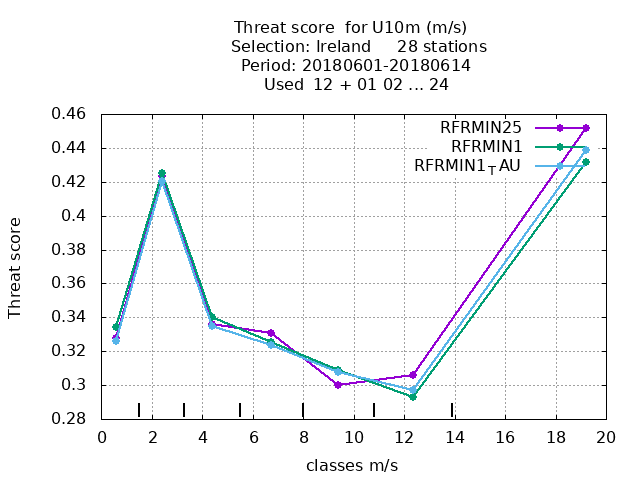 Threat score for U10m (m/s)
Selection: Ireland 28 stations
Period: 20180601-20180614
Used 12 + 01 02 ... 24
0.46
0.44
0.42
0.4
0.38
0.36
0.34
0.32
0.3
0.28
Threat score
RFRMIN25
RFRMIN1
RFRMIN1TAU
0 2 4 6 8 10 12 14 16 18 20
classes m/s